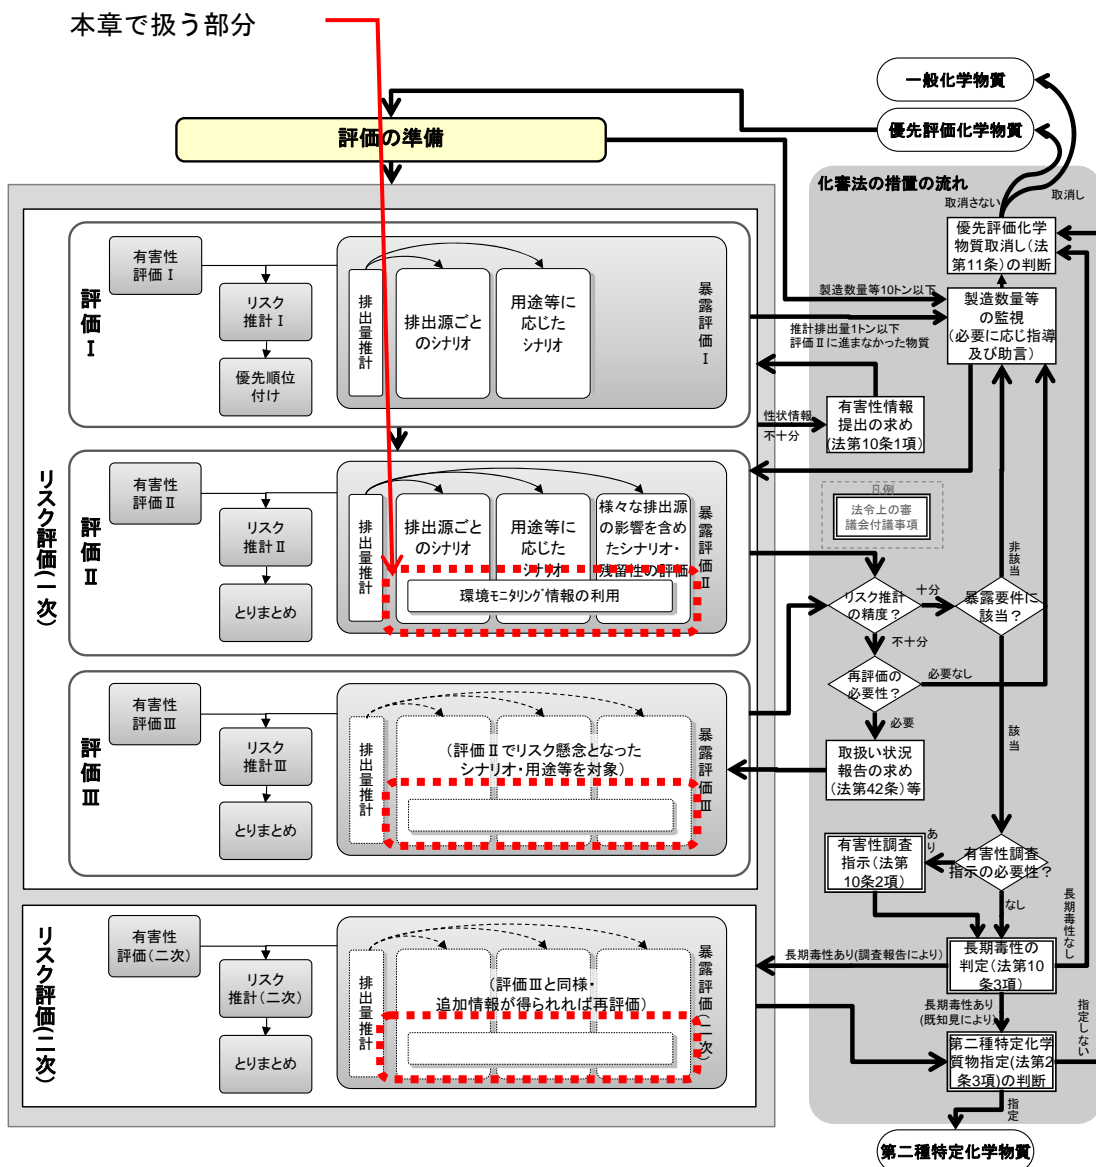 本章で扱う部分
一般化学物質
優先評価化学物質
評価の準備
化審法の措置の流れ
取消さない
取消し
優先評価化学
物質取消し(法
第11条)の判断
製造数量等10トン以下
製造数量等
の監視
(必要に応じ指導
及び助言)
推計排出量1トン以下
評価Ⅱに進まなかった物質
性状情報
不十分
有害性情報
提出の求め
(法第10条1項)
凡例
法令上の審
議会付議事項
リスク評価(一次)
評価Ⅰ
有害性
評価Ⅰ
リスク
推計Ⅰ
優先順位
付け
排出量推計
排出源ごと
のシナリオ
用途等に
応じた
シナリオ
暴露評価Ⅰ
評価Ⅱ
有害性
評価Ⅱ
リスク
推計Ⅱ
とりまとめ
排出量推計
排出源ごと
のシナリオ
用途等に
応じた
シナリオ
様々な排出源
の影響を含め
たシナリオ・
残留性の評価
環境モニタリング情報の利用
暴露評価Ⅱ
リスク推計
の精度?
十分
暴露要件に
該当?
非該当
不十分
再評価の
必要性?
必要なし
必要
該当
取扱い状況
報告の求め
(法第42条)等
評価Ⅲ
有害性
評価Ⅲ
リスク
推計Ⅲ
とりまとめ
排出量推計
(評価Ⅱでリスク懸念となった
シナリオ・用途等を対象)
暴露評価Ⅲ
有害性調査
指示(法第
10条2項)
あり
有害性調査
指示の必要性?
なし
長期毒性なし
リスク評価(二次)
有害性
評価(二次)
リスク
推計(二次)
とりまとめ
排出量推計
(評価Ⅲと同様・
追加情報が得られれば再評価)
暴露評価(二次)
長期毒性あり(調査報告により)
長期毒性の
判定(法第10
条3項)
長期毒性あり
(既知見により)
指定しない
第二種特定化学
質物指定(法第2
条3項)の判断
指定
第二種特定化学物質